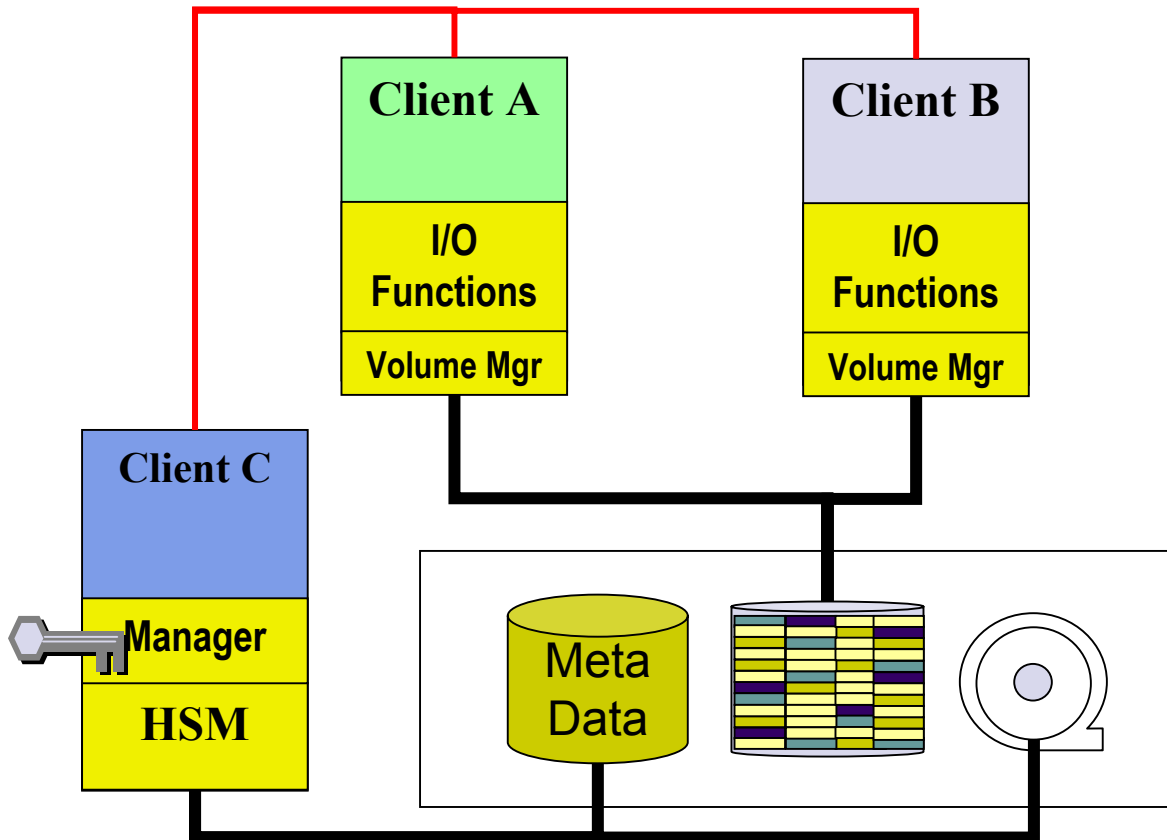 Client A
I/O
Functions
Volume Mgr
Client B
I/O
Functions
Volume Mgr
Client C
Manager
HSM
Meta
Data